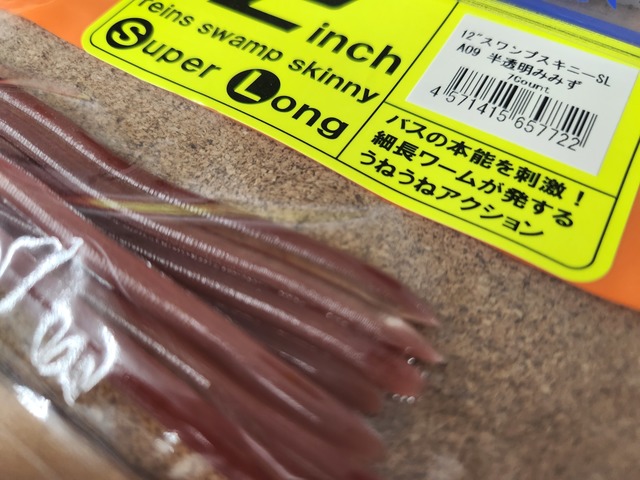 2 inch
reins swamp skinny
Super Long
12"スワンプスキニーSL
A09 半透明みみず
7Count
4 571415 657722
バスの本能を刺激！
細長ワームが発する
うねうねアクション